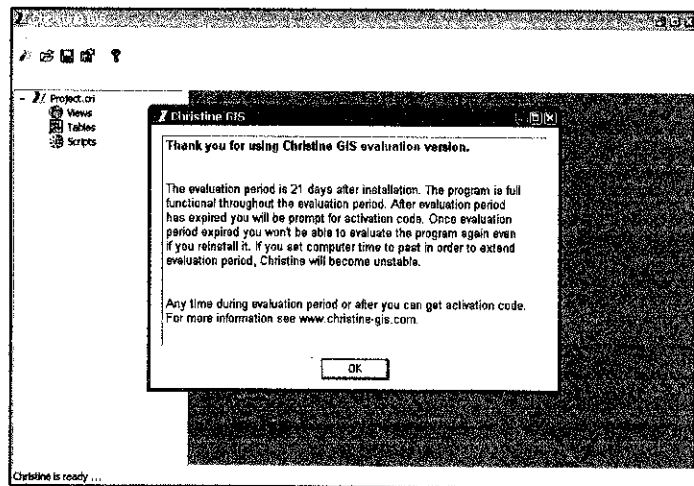 Project.cri
Views
Tables
Scripts
Christine GIS
Thank you for using Christine GIS evaluation version.
The evaluation period is 21 days after installation. The program is full
functional throughout the evaluation period. After evaluation period
has expired you will be prompt for activation code. Once evaluation
period expired you won't be able to evaluate the program again even
if you reinstall it. If you set computer time to past in order to extend
evaluation period, Christine will become unstable.
Any time during evaluation period or after you can get activation code.
For more information see www.christine-gis.com.
OK
Christine is ready ...